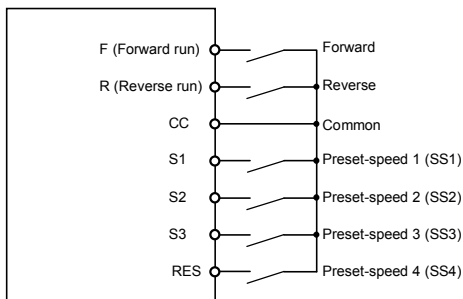 F (Forward run) Forward
R (Reverse run) Reverse
CC Common
S1 Preset-speed 1 (SS1)
S2 Preset-speed 2 (SS2)
S3 Preset-speed 3 (SS3)
RES Preset-speed 4 (SS4)